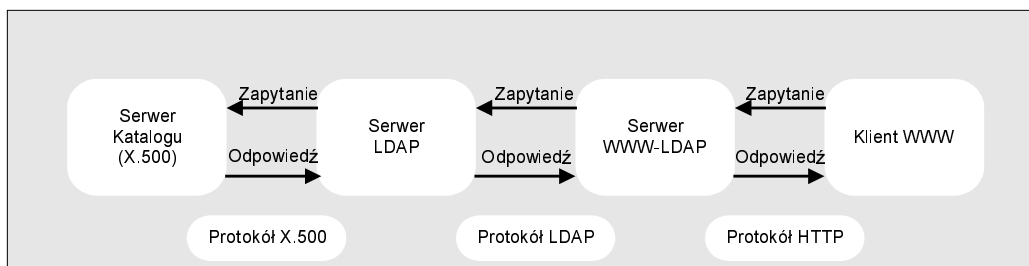 Zapytanie
Zapytanie
Zapytanie
Serwer
Katalogu
(X.500)
Serwer
LDAP
Serwer
WWW-LDAP
Klient WWW
Odpowiedź
Odpowiedź
Odpowiedź
Protokół X.500
Protokół LDAP
Protokół HTTP